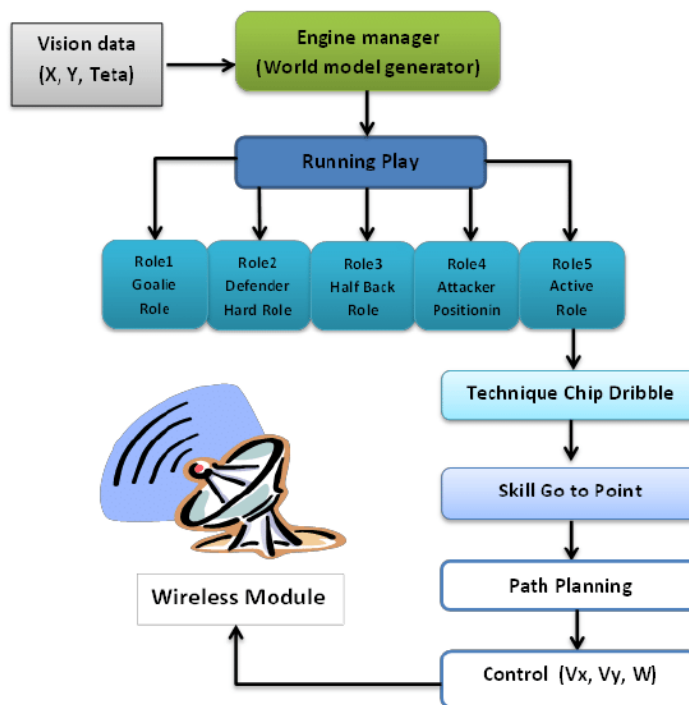 Vision data
(X, Y, Teta)
Engine manager
(World model generator)
Running Play
Role1
Goalie
Role
Role2
Defender
Hard Role
Role3
Half Back
Role
Role4
Attacker
Positionin
Role5
Active
Role
Technique Chip Dribble
Skill Go to Point
Path Planning
Control (Vx, Vy, W)
Wireless Module